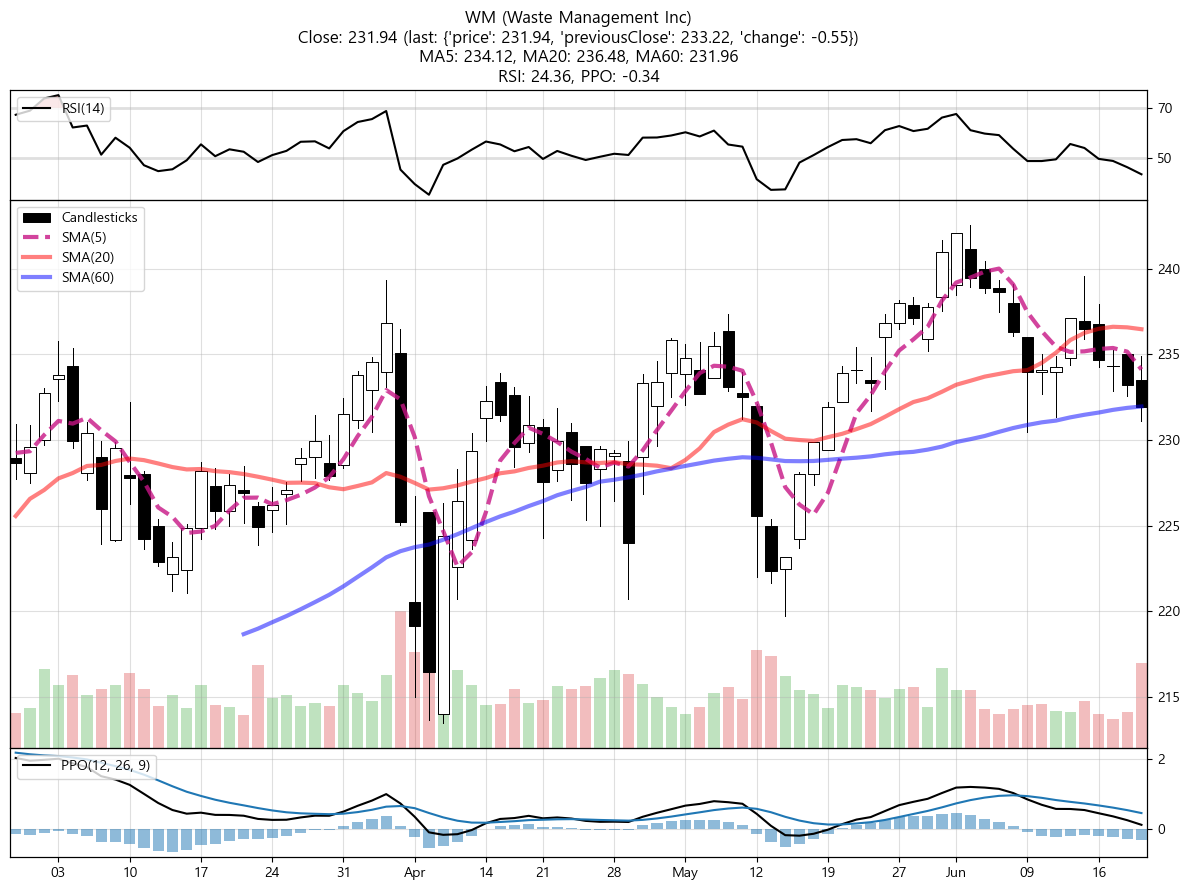 WM (Waste Management Inc)
Close: 231.94 (last: {'price': 231.94, 'previousClose': 233.22, 'change': -0.55})
MA5: 234.12, MA20: 236.48, MA60: 231.96
RSI: 24.36, PPO: -0.34
RSI(14)
70
50
Candlesticks
SMA(5)
SMA(20)
SMA(60)
240
235
230
225
220
215
PPO(12, 26, 9)
2
0
03 10 17 24 31 Apr 14 21 28 May 12 19 27 Jun 09 16